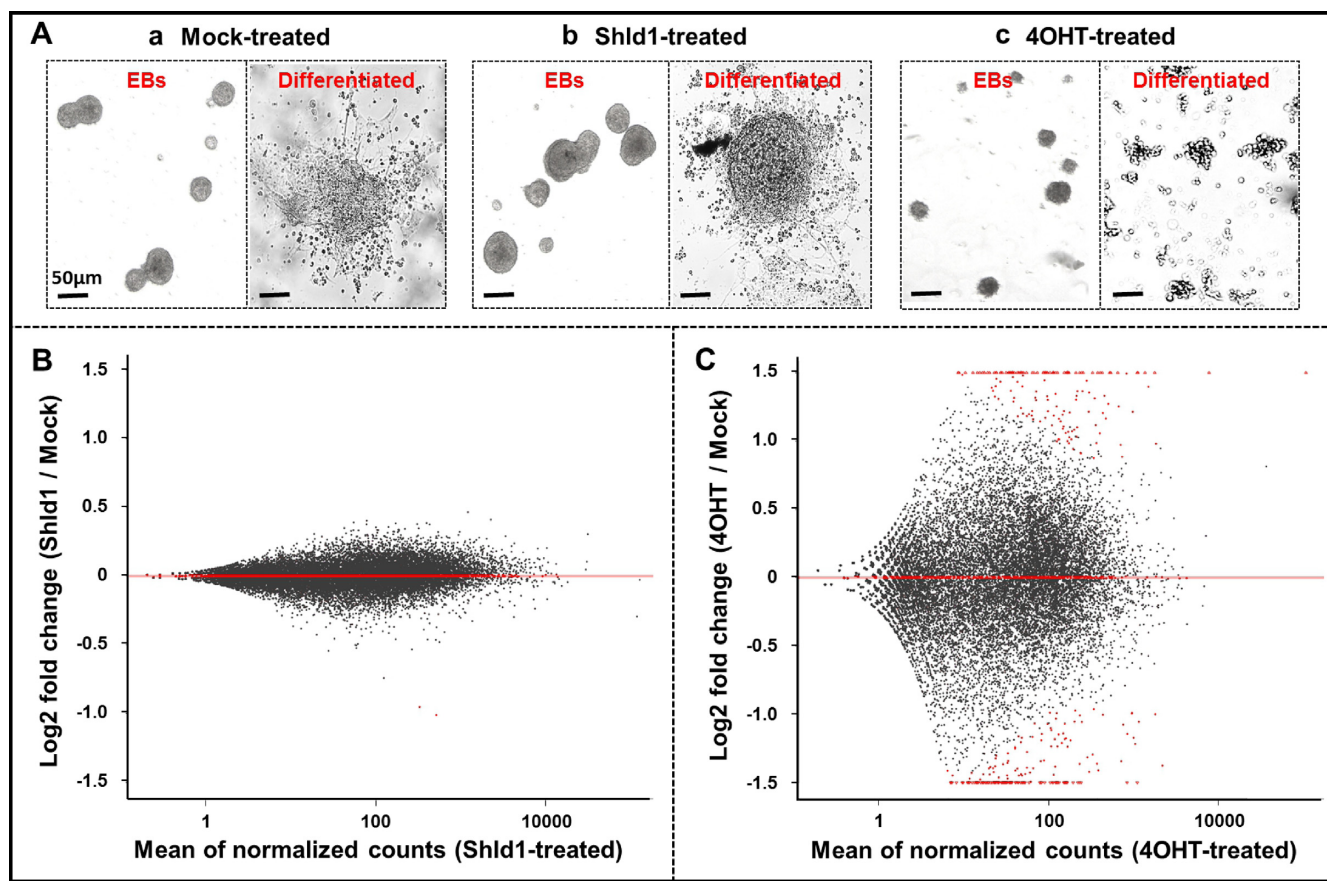 A
a Mock-treated
b Shld1-treated
c 4OHT-treated
EBs
Differentiated
EBs
Differentiated
EBs
Differentiated
50µm
B
1.5
1.0
0.5
0
-0.5
-1.0
-1.5
Log2 fold change (Shld1 / Mock)
1
100
10000
Mean of normalized counts (Shld1-treated)
C
1.5
1.0
0.5
0
-0.5
-1.0
-1.5
Log2 fold change (4OHT / Mock)
1
100
10000
Mean of normalized counts (4OHT-treated)